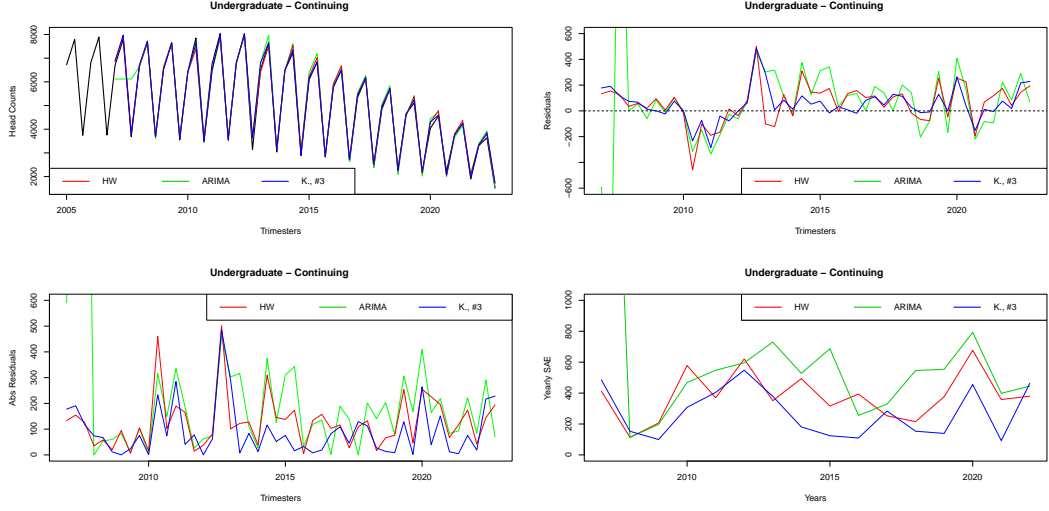 Undergraduate – Continuing
Head Counts
8000
6000
4000
2000
HW ARIMA K., #3
2005 2010 2015 2020
Trimesters
Undergraduate – Continuing
Residuals
600
400
200
0
−200
−600
HW ARIMA K., #3
2010 2015 2020
Trimesters
Undergraduate – Continuing
Abs Residuals
600
500
400
300
200
100
0
HW ARIMA K., #3
2010 2015 2020
Trimesters
Undergraduate – Continuing
Yearly SAE
1000
800
600
400
200
0
HW ARIMA K., #3
2010 2015 2020
Years